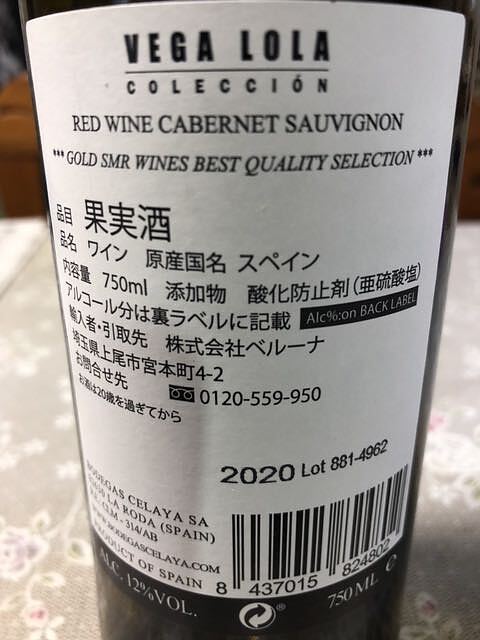 VEGA LOLA
COLECCIÓN
RED WINE CABERNET SAUVIGNON
*** GOLD SMR WINES BEST QUALITY SELECTION ***
品目 果実酒
品名 ワイン 原産国名 スペイン
内容量 750ml 添加物 酸化防止剤(亜硫酸塩)
アルコール分は裏ラベルに記載 Alc%:on BACK LABEL
輸入者・引取先 株式会社ベルーナ
埼玉県上尾市宮本町4-2
お問合せ先 0120-559-950
お酒は20歳を過ぎてから
2020 Lot 881-4962
BODEGAS CELAYA SA
LA RODA (SPAIN)
CLM - 314/AB
WWW.BODEGASCELAYA.COM
PRODUCT OF SPAIN
8 437015 824802
ALC. 12%VOL.
750 ML e